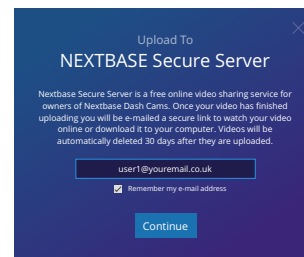 Upload To
NEXTBASE Secure Server
Nextbase Secure Server is a free online video sharing service for
owners of Nextbase Dash Cams. Once your video has finished
uploading you will be e-mailed a secure link to watch your video
online or download it to your computer. Videos will be
automatically deleted 30 days after they are uploaded.
user1@youremail.co.uk
Remember my e-mail address
Continue